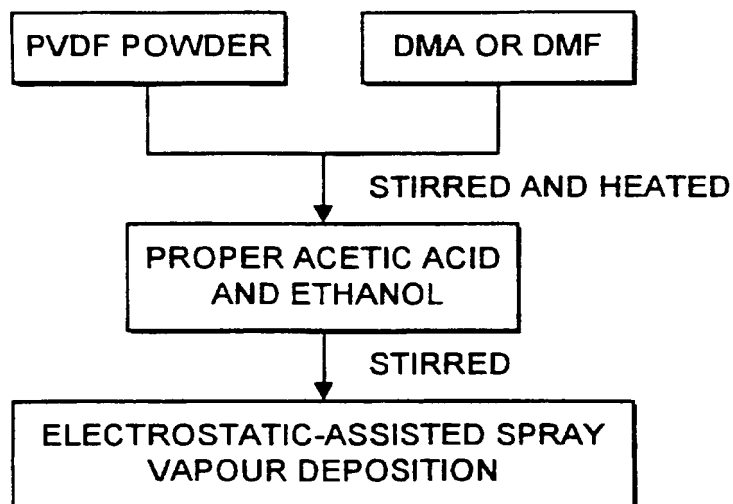 PVDF POWDER
DMA OR DMF
STIRRED AND HEATED
PROPER ACETIC ACID
AND ETHANOL
STIRRED
ELECTROSTATIC-ASSISTED SPRAY
VAPOUR DEPOSITION